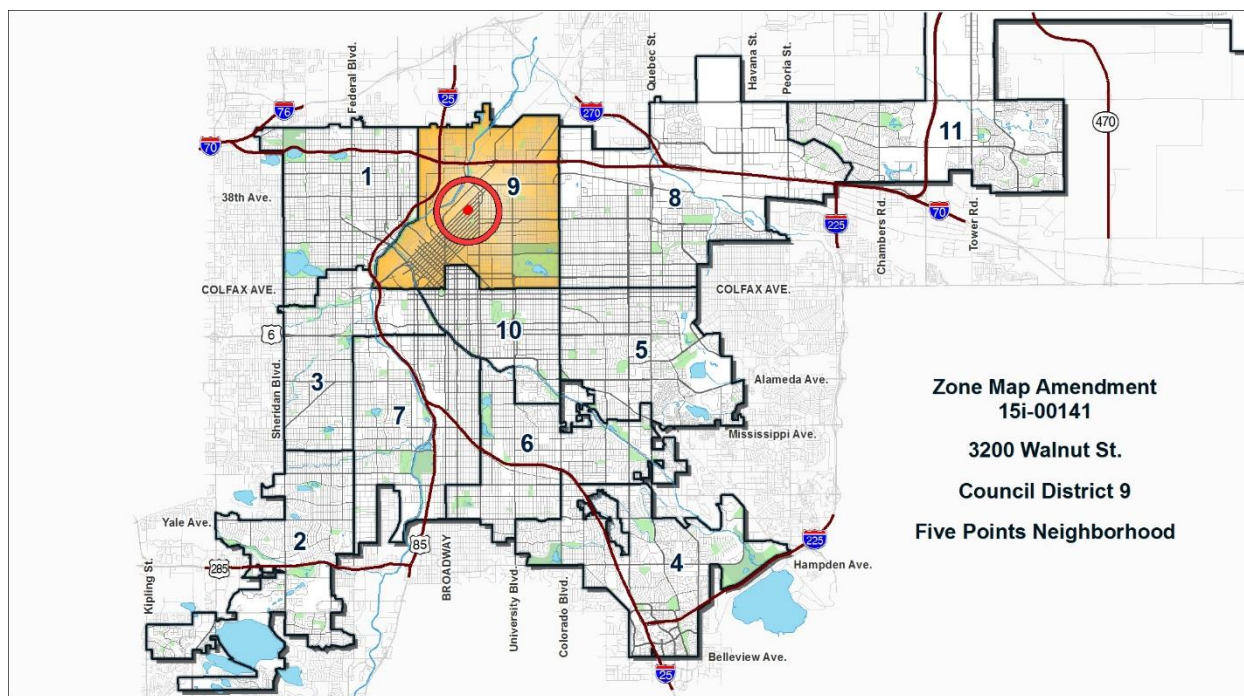 Federal Blvd.
25
Quebec St.
Havana St.
Peoria St.
76
270
70
11
470
1
9
8
38th Ave.
225
Chambers Rd.
70
Tower Rd.
COLFAX AVE.
COLFAX AVE.
6
10
5
Sheridan Blvd.
3
7
Alameda Ave.
6
Mississippi Ave.
Zone Map Amendment
15i-00141
3200 Walnut St.
Council District 9
Five Points Neighborhood
Yale Ave.
2
85
BROADWAY
University Blvd.
Colorado Blvd.
4
225
Hampden Ave.
285
Kipling St.
Belleview Ave.
25